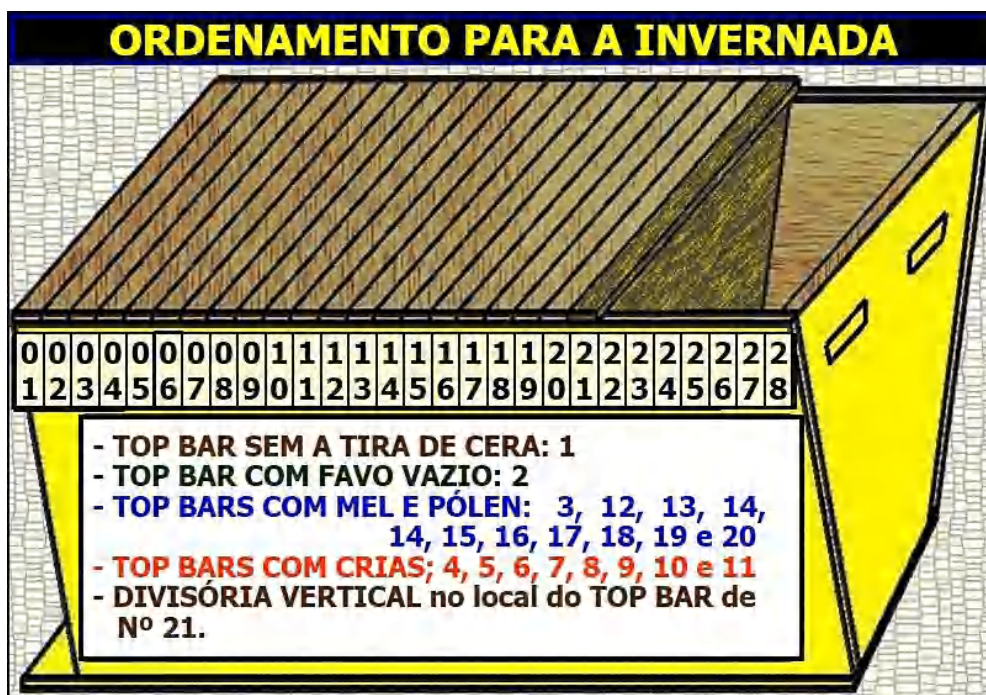 ORDENAMENTO PARA A INVERNADA
0 0 0 0 0 0 0 0 0 1 1 1 1 1 1 1 1 1 1 2 2 2 2 2 2 2 2 2
1 2 3 4 5 6 7 8 9 0 1 2 3 4 5 6 7 8 9 0 1 2 3 4 5 6 7 8
- TOP BAR SEM A TIRA DE CERA: 1
- TOP BAR COM FAVO VAZIO: 2
- TOP BARS COM MEL E PÓLEN: 3, 12, 13, 14,
14, 15, 16, 17, 18, 19 e 20
- TOP BARS COM CRIAS; 4, 5, 6, 7, 8, 9, 10 e 11
- DIVISÓRIA VERTICAL no local do TOP BAR de
Nº 21.